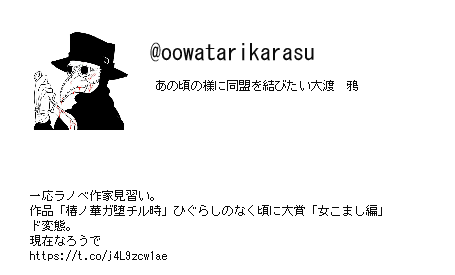 @oowatarikarasu
あの頃の様に同盟を結びたい大渡　鴉
一応ラノベ作家見習い。
作品「椿ノ華ガ堕チル時」ひぐらしのなく頃に大賞「女こまし編」
ド変態。
現在なろうで
https://t.co/j4L9zcw1ae